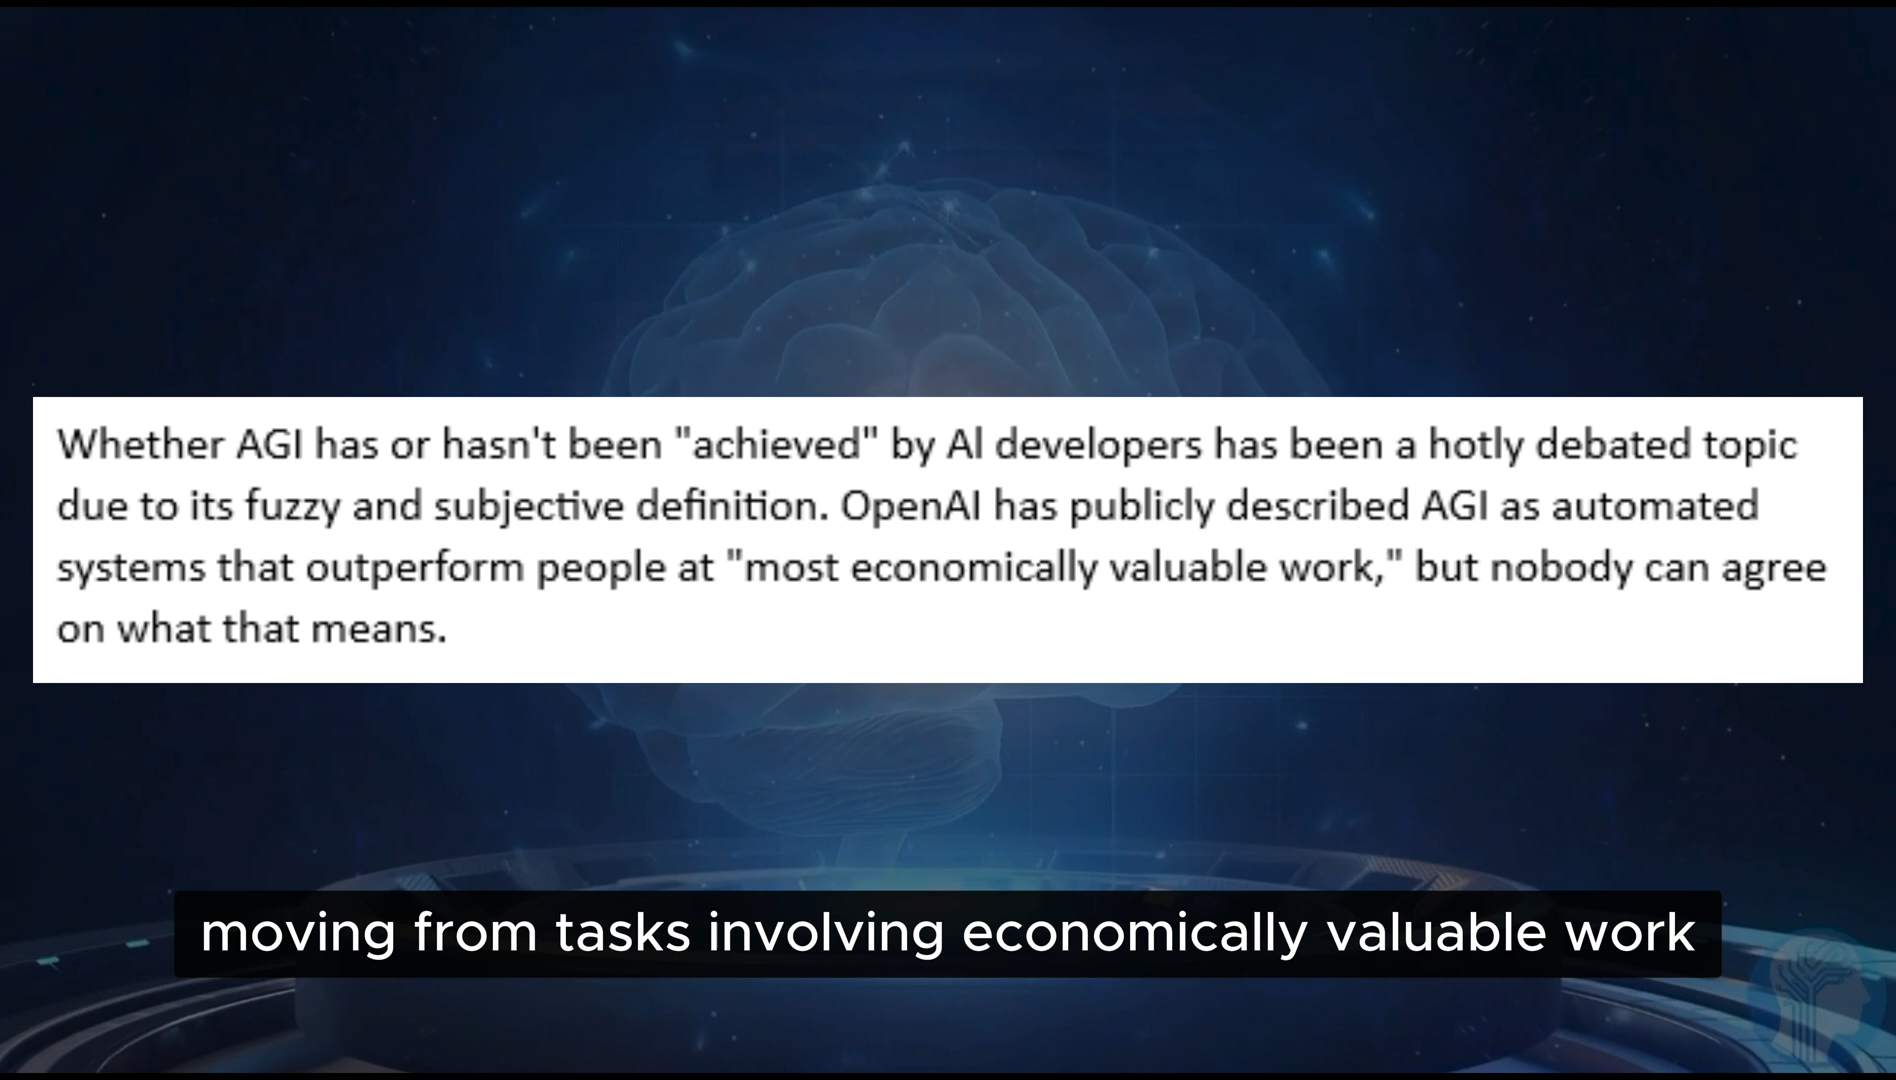 Whether AGI has or hasn't been "achieved" by AI developers has been a hotly debated topic
due to its fuzzy and subjective definition. OpenAI has publicly described AGI as automated
systems that outperform people at "most economically valuable work," but nobody can agree
on what that means.
moving from tasks involving economically valuable work